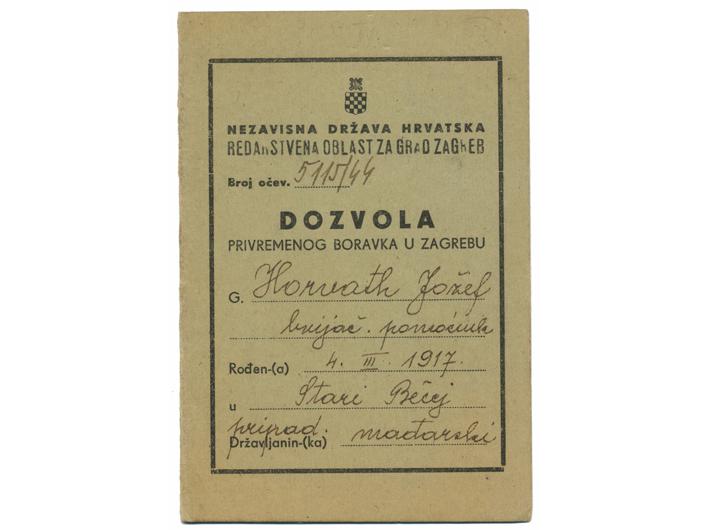 NEZAVISNA DRŽAVA HRVATSKA
REDARSTVENA OBLAST ZA GRAD ZAGREB
Broj očev. 5115/44
DOZVOLA
PRIVREMENOG BORAVKA U ZAGREBU
G. Horvath Jožef
brijač. pomoćnik
Rođen-(a) 4. III. 1917.
u Stari Bečej
pripad.
Državljanin-(ka) mađarski